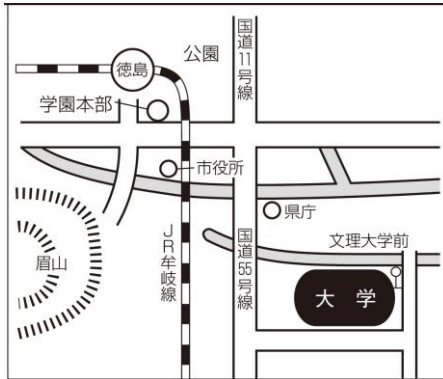 公園
国道11号線
徳島
学園本部
市役所
県庁
文理大学前
JR牟岐線
国道55号線
眉山
大学